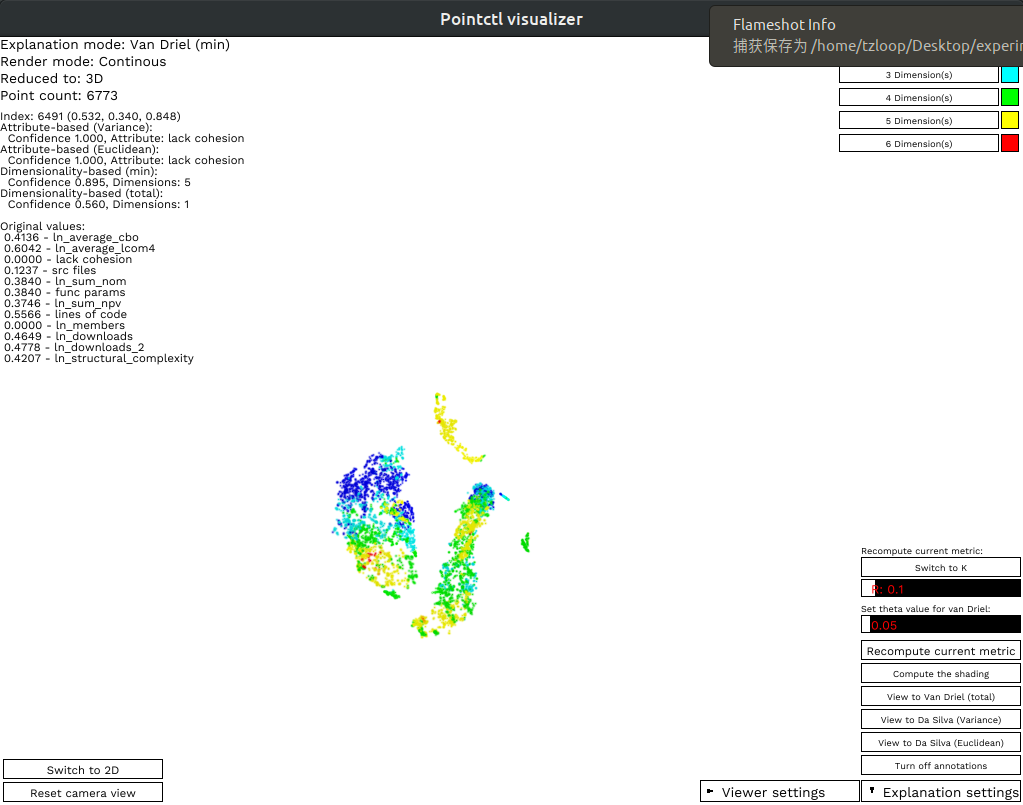 Pointctl visualizer
Flameshot Info
捕获保存为 /home/tzloop/Desktop/experim
Explanation mode: Van Driel (min)
Render mode: Continous
Reduced to: 3D
Point count: 6773
Index: 6491 (0.532, 0.340, 0.848)
Attribute-based (Variance):
Confidence 1.000, Attribute: lack cohesion
Attribute-based (Euclidean):
Confidence 1.000, Attribute: lack cohesion
Dimensionality-based (min):
Confidence 0.895, Dimensions: 5
Dimensionality-based (total):
Confidence 0.560, Dimensions: 1
Original values:
0.4136 - ln_average_cbo
0.6042 - ln_average_lcom4
0.0000 - lack cohesion
0.1237 - src files
0.3840 - ln_sum_nom
0.3840 - func params
0.3746 - ln_sum_npv
0.5566 - lines of code
0.0000 - ln_members
0.4649 - ln_downloads
0.4778 - ln_downloads_2
0.4207 - ln_structural_complexity
3 Dimension(s)
4 Dimension(s)
5 Dimension(s)
6 Dimension(s)
Recompute current metric:
Switch to K
R: 0.1
Set theta value for van Driel:
0.05
Recompute current metric
Compute the shading
View to Van Driel (total)
View to Da Silva (Variance)
View to Da Silva (Euclidean)
Turn off annotations
Switch to 2D
Reset camera view
Viewer settings
Explanation settings